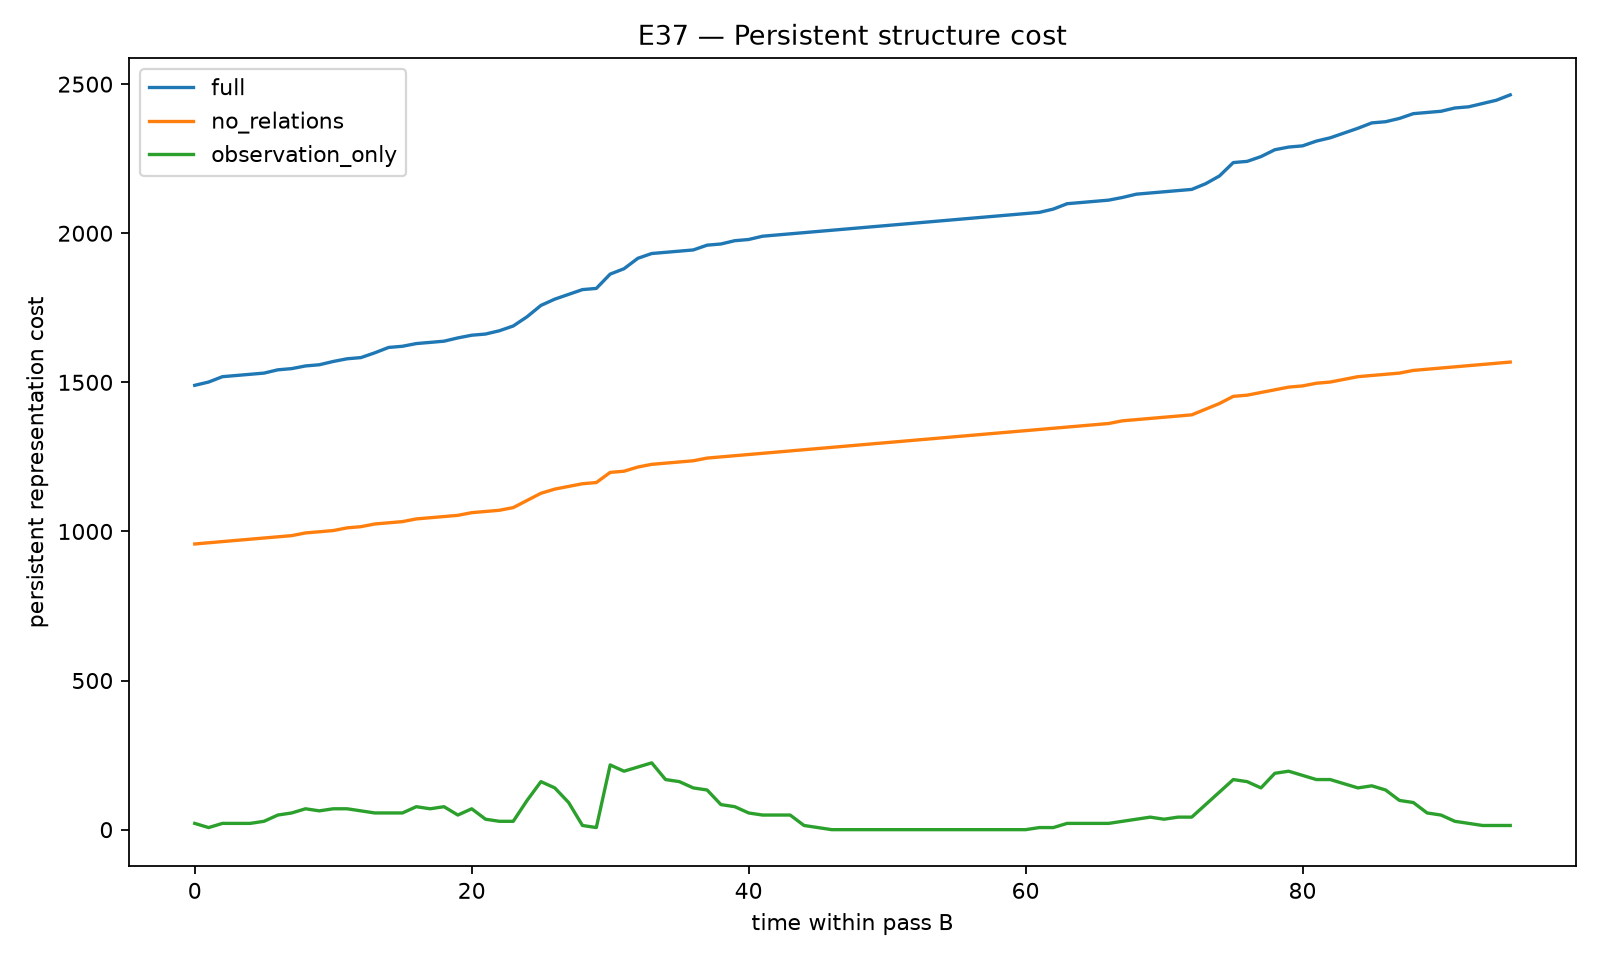 E37 — Persistent structure cost
full
no_relations
observation_only
persistent representation cost
2500
2000
1500
1000
500
0
0 20 40 60 80
time within pass B